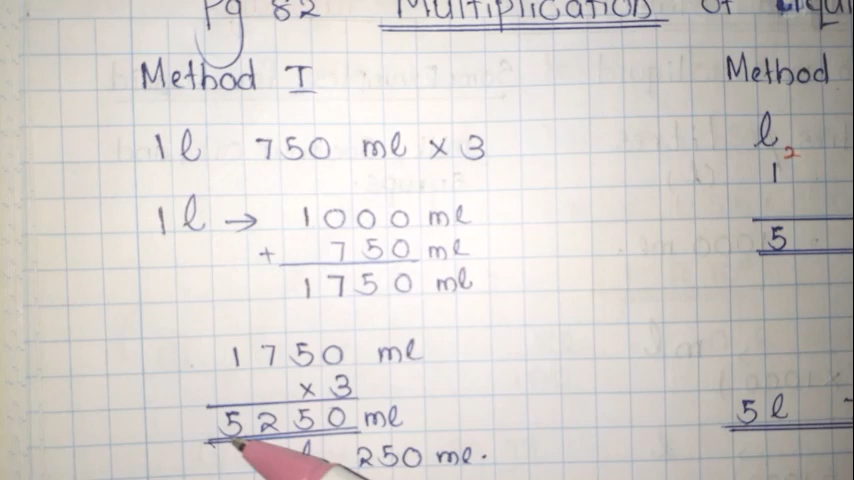 Pg 82 Multiplication of
Method I
1 l 750 ml x 3
1 l → 1000 ml
+ 750 ml
1750 ml
1750 ml
x 3
5250 ml
l 250 ml.
Method
l
2
1
5
5 l